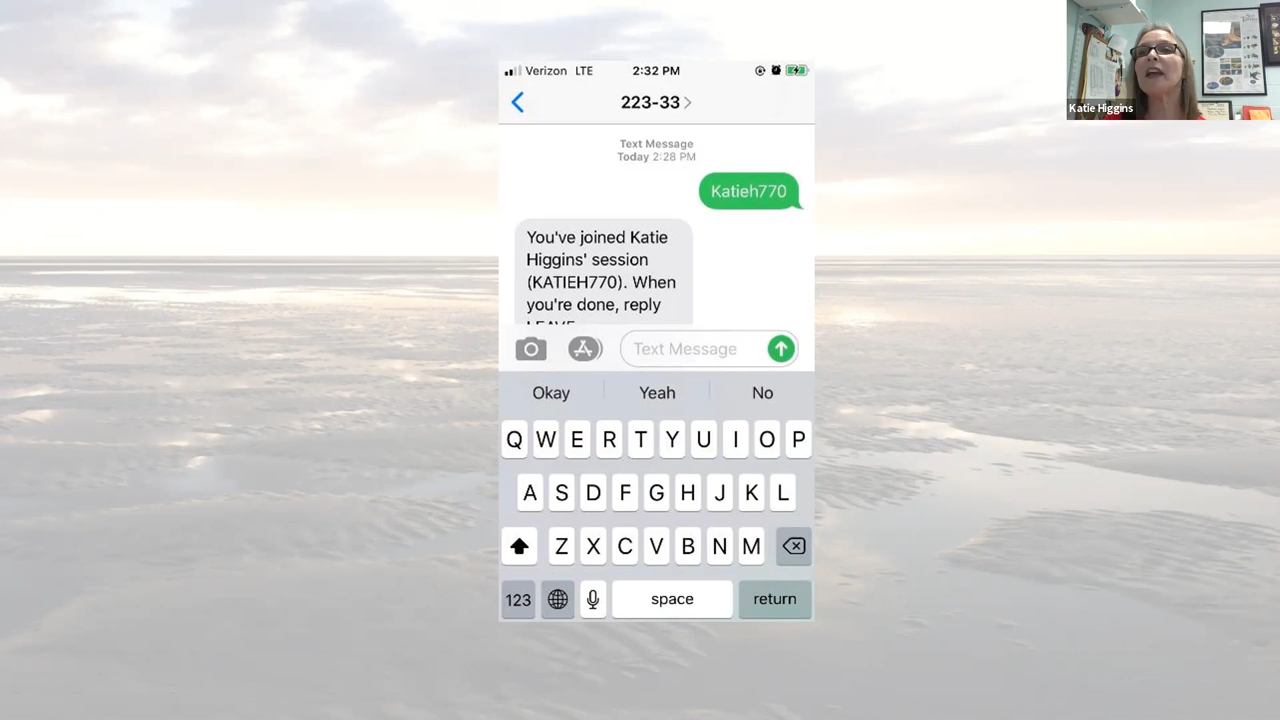 Verizon LTE 2:32 PM
223-33
Text Message
Today 2:28 PM
Katieh770
You've joined Katie
Higgins' session
(KATIEH770). When
you're done, reply
LEAVE
Text Message
Okay Yeah No
Q W E R T Y U I O P
A S D F G H J K L
Z X C V B N M
123 space return
Katie Higgins